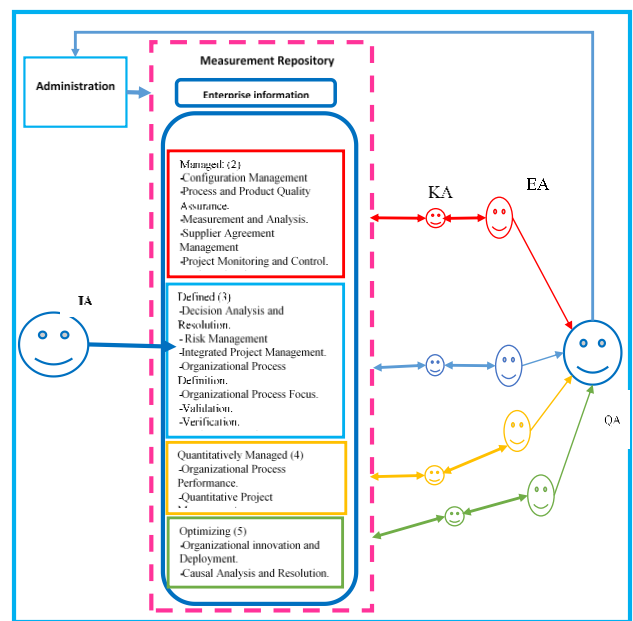 Measurement Repository
Administration
Enterprise information
Managed: (2)
-Configuration Management
-Process and Product Quality
Assurance.
-Measurement and Analysis.
-Supplier Agreement
Management
-Project Monitoring and Control.
KA
EA
IA
Defined (3)
-Decision Analysis and
Resolution.
- Risk Management
-Integrated Project Management.
-Organizational Process
Definition.
-Organizational Process Focus.
-Validation.
-Verification.
QA
Quantitatively Managed (4)
-Organizational Process
Performance.
-Quantitative Project
Optimizing (5)
-Organizational innovation and
Deployment.
-Causal Analysis and Resolution.